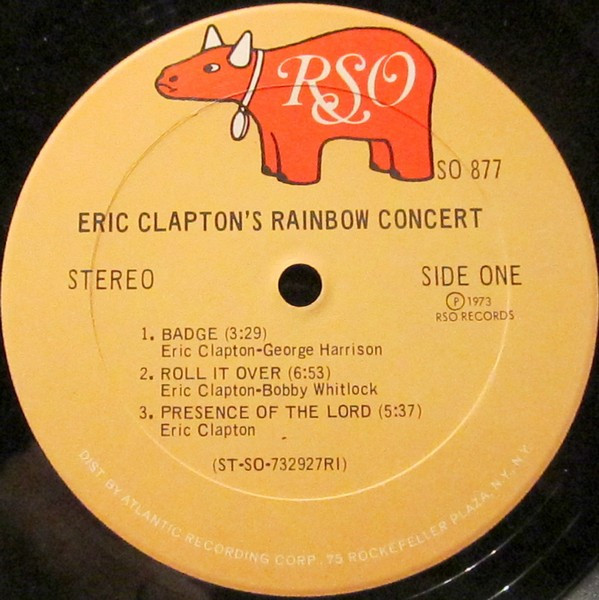 RSO
SO 877
ERIC CLAPTON'S RAINBOW CONCERT
STEREO
SIDE ONE
Ⓟ 1973
RSO RECORDS
1. BADGE (3:29)
Eric Clapton-George Harrison
2. ROLL IT OVER (6:53)
Eric Clapton-Bobby Whitlock
3. PRESENCE OF THE LORD (5:37)
Eric Clapton
(ST-SO-732927RI)
DIST. BY ATLANTIC RECORDING CORP., 75 ROCKEFELLER PLAZA, N.Y., N.Y.